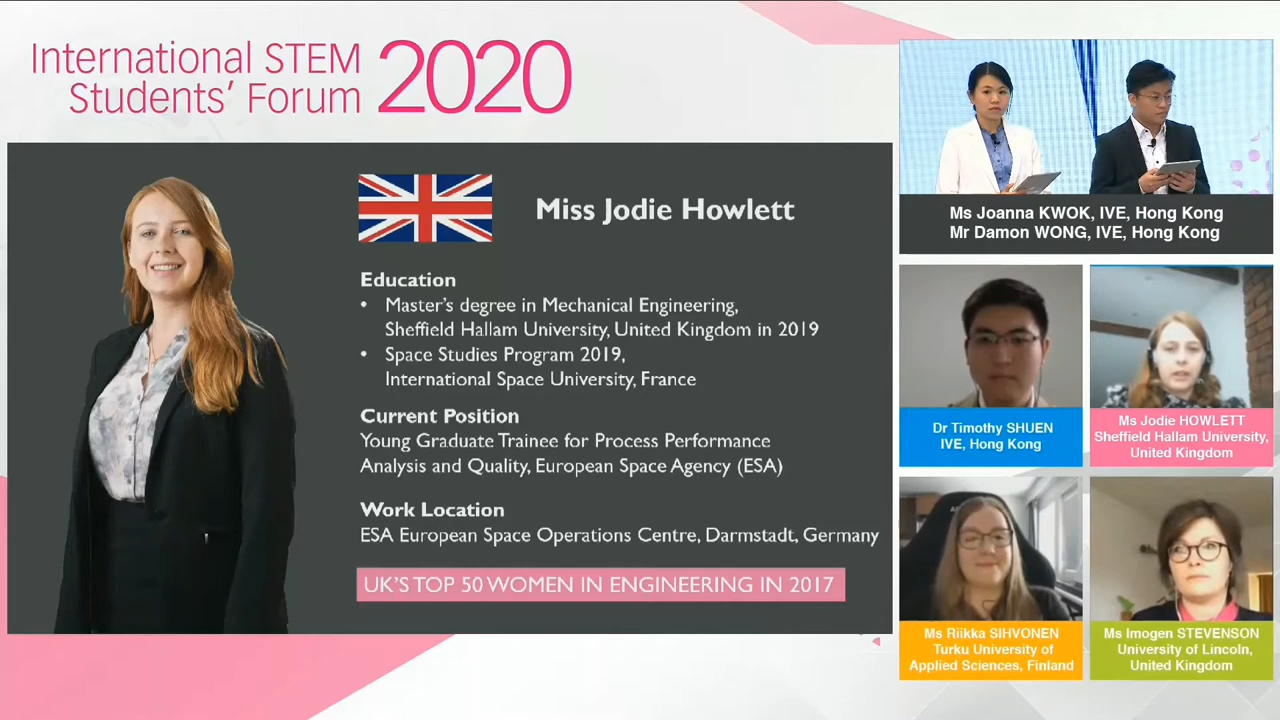 International STEM
Students' Forum
2020
Miss Jodie Howlett
Education
• Master's degree in Mechanical Engineering,
Sheffield Hallam University, United Kingdom in 2019
• Space Studies Program 2019,
International Space University, France
Current Position
Young Graduate Trainee for Process Performance
Analysis and Quality, European Space Agency (ESA)
Work Location
ESA European Space Operations Centre, Darmstadt, Germany
UK'S TOP 50 WOMEN IN ENGINEERING IN 2017
Ms Joanna KWOK, IVE, Hong Kong
Mr Damon WONG, IVE, Hong Kong
Dr Timothy SHUEN
IVE, Hong Kong
Ms Jodie HOWLETT
Sheffield Hallam University,
United Kingdom
Ms Riikka SIHVONEN
Turku University of
Applied Sciences, Finland
Ms Imogen STEVENSON
University of Lincoln,
United Kingdom